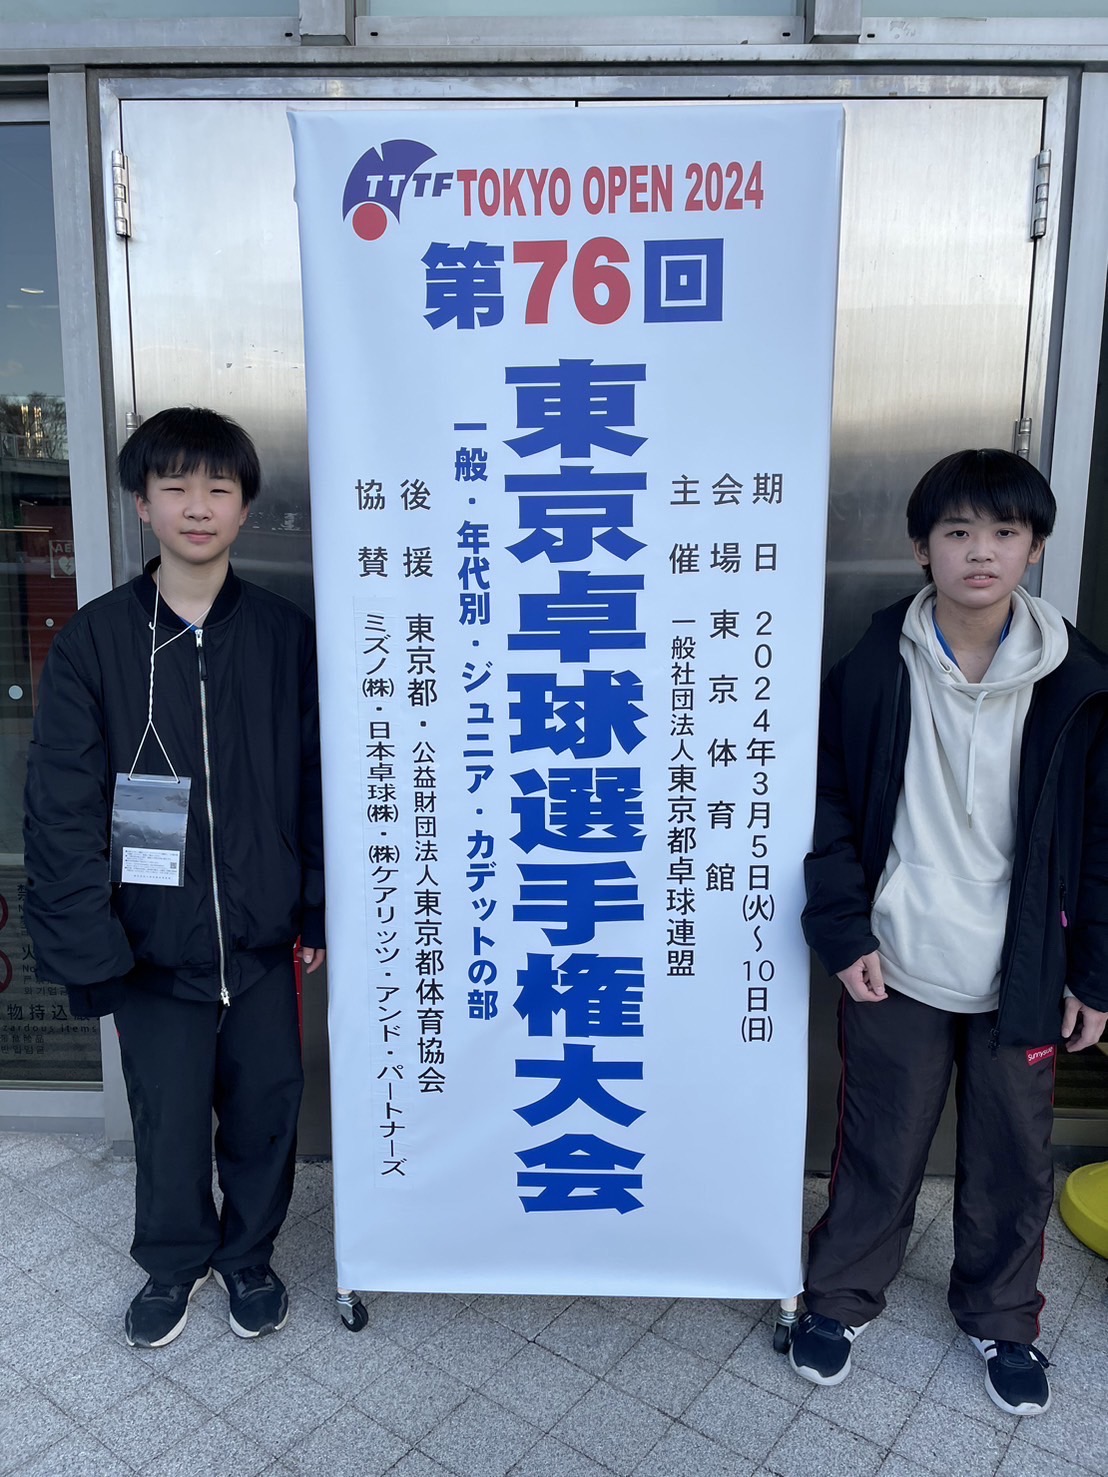 TTTF TOKYO OPEN 2024
第76回
期日 2024年3月5日(火)～10日(日)
会場 東京体育館
主催 一般社団法人東京都卓球連盟
東京卓球選手権大会
一般・年代別・ジュニア・カデットの部
後援 東京都・公益財団法人東京都体育協会
協賛 ミズノ(株)・日本卓球(株)・(株)ケアリッツ・アンド・パートナーズ
AED
物持込